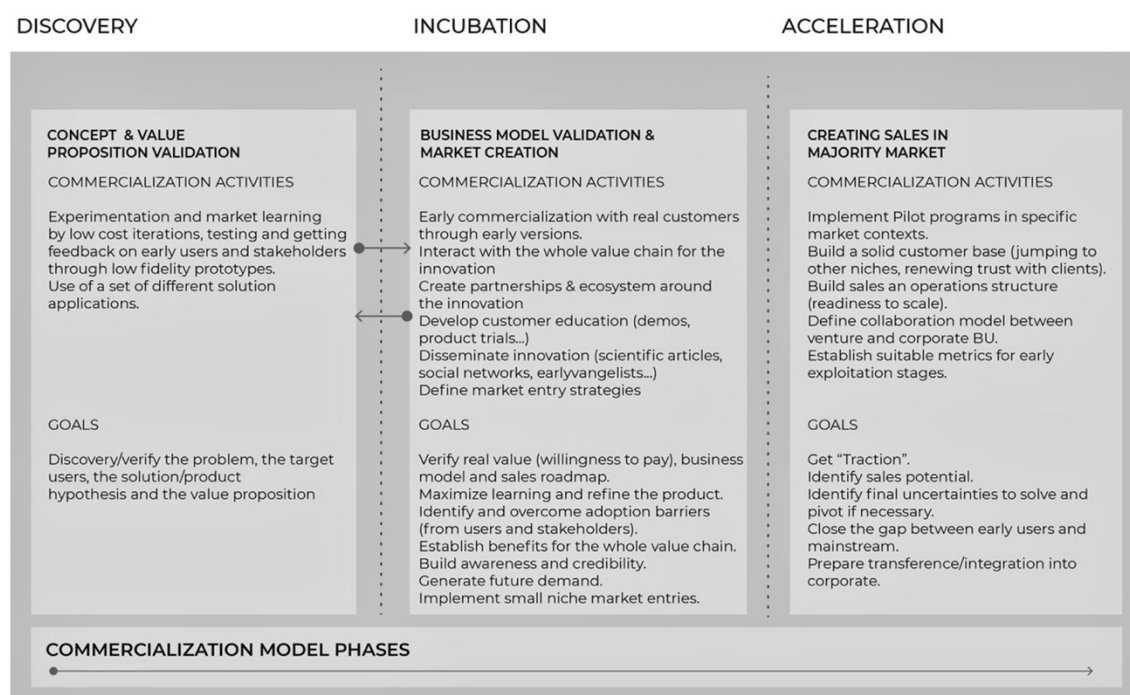 DISCOVERY
INCUBATION
ACCELERATION
CONCEPT & VALUE
PROPOSITION VALIDATION
COMMERCIALIZATION ACTIVITIES
Experimentation and market learning
by low cost iterations, testing and getting
feedback on early users and stakeholders
through low fidelity prototypes.
Use of a set of different solution
applications.
GOALS
Discovery/verify the problem, the target
users, the solution/product
hypothesis and the value proposition
BUSINESS MODEL VALIDATION &
MARKET CREATION
COMMERCIALIZATION ACTIVITIES
Early commercialization with real customers
through early versions.
Interact with the whole value chain for the
innovation
Create partnerships & ecosystem around
the innovation
Develop customer education (demos,
product trials...)
Disseminate innovation (scientific articles,
social networks, earlyvangelists...)
Define market entry strategies
GOALS
Verify real value (willingness to pay), business
model and sales roadmap.
Maximize learning and refine the product.
Identify and overcome adoption barriers
(from users and stakeholders).
Establish benefits for the whole value chain.
Build awareness and credibility.
Generate future demand.
Implement small niche market entries.
CREATING SALES IN
MAJORITY MARKET
COMMERCIALIZATION ACTIVITIES
Implement Pilot programs in specific
market contexts.
Build a solid customer base (jumping to
other niches, renewing trust with clients).
Build sales an operations structure
(readiness to scale).
Define collaboration model between
venture and corporate BU.
Establish suitable metrics for early
exploitation stages.
GOALS
Get “Traction”.
Identify sales potential.
Identify final uncertainties to solve and
pivot if necessary.
Close the gap between early users and
mainstream.
Prepare transference/integration into
corporate.
COMMERCIALIZATION MODEL PHASES